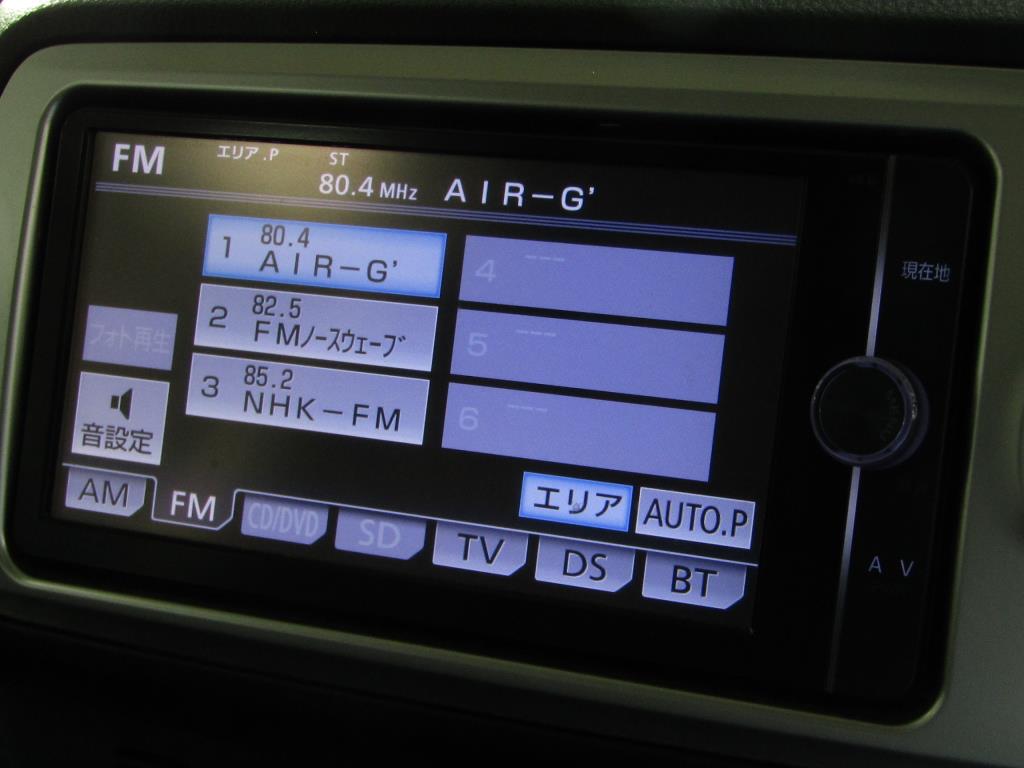 FM エリア.P ST
80.4 MHz AIR-G’
1 80.4
AIR-G’
2 82.5
FMノースウェーブ
3 85.2
NHK-FM
4 ---
5 ---
6 ---
フォト再生
音設定
エリア AUTO.P
AM FM CD/DVD SD TV DS BT
現在地
A V